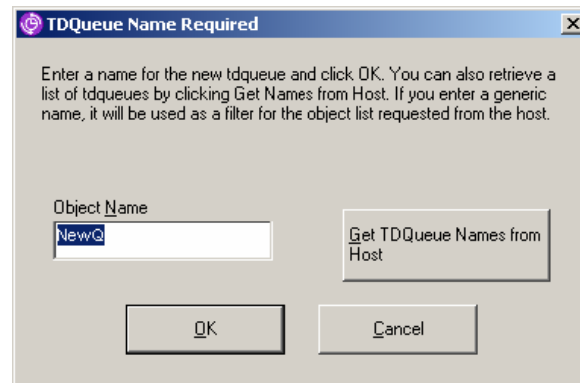 TDQueue Name Required
Enter a name for the new tdqueue and click OK. You can also retrieve a
list of tdqueues by clicking Get Names from Host. If you enter a generic
name, it will be used as a filter for the object list requested from the host.
Object Name
NewQ
Get TDQueue Names from
Host
OK
Cancel